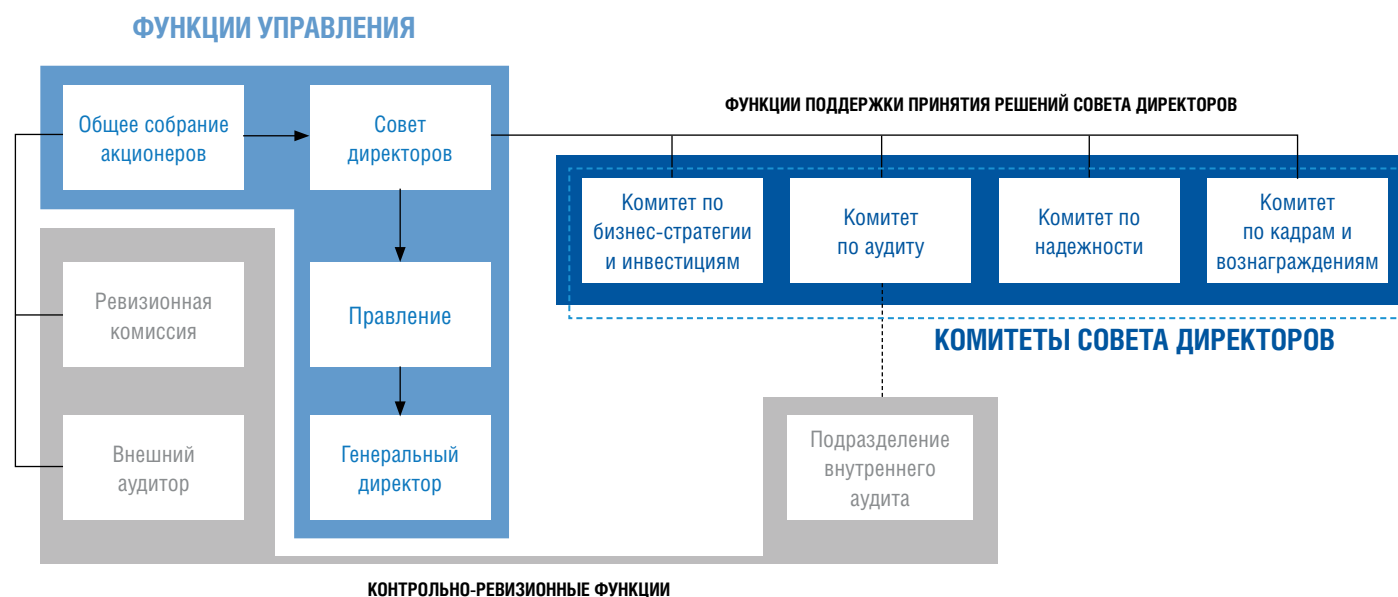 ФУНКЦИИ УПРАВЛЕНИЯ
ФУНКЦИИ ПОДДЕРЖКИ ПРИНЯТИЯ РЕШЕНИЙ СОВЕТА ДИРЕКТОРОВ
Общее собрание
акционеров
Совет
директоров
Комитет по
бизнес-стратегии
и инвестициям
Комитет
по аудиту
Комитет по
надежности
Комитет
по кадрам и
вознаграждениям
КОМИТЕТЫ СОВЕТА ДИРЕКТОРОВ
Ревизионная
комиссия
Правление
Внешний
аудитор
Генеральный
директор
Подразделение
внутреннего
аудита
КОНТРОЛЬНО-РЕВИЗИОННЫЕ ФУНКЦИИ